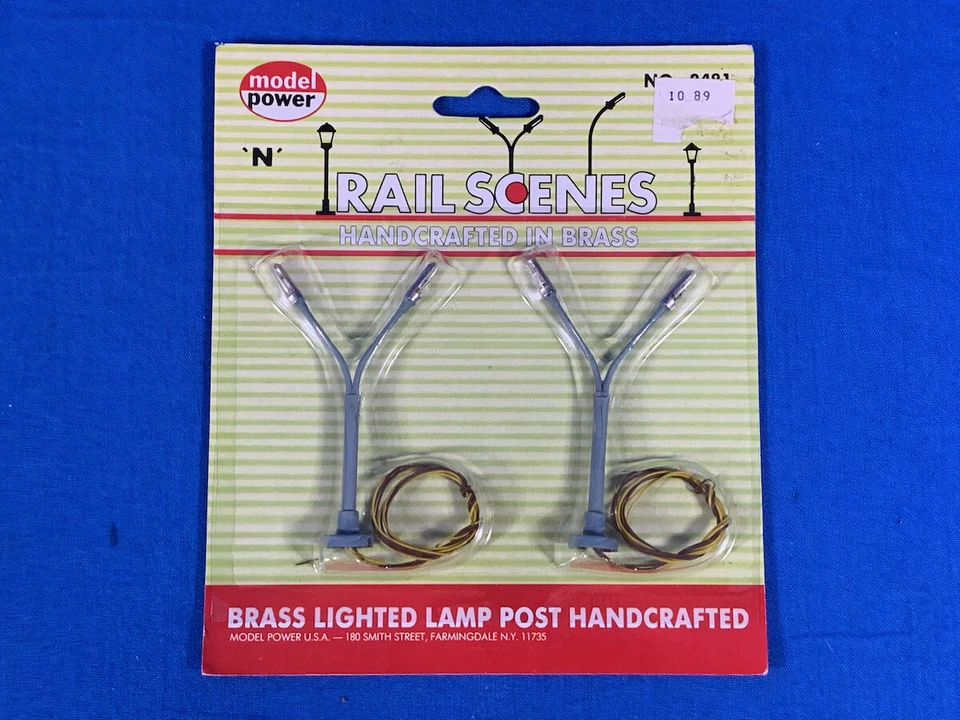 model
power
NO.
10 89
'N'
RAIL SCENES
HANDCRAFTED IN BRASS
BRASS LIGHTED LAMP POST HANDCRAFTED
MODEL POWER U.S.A. — 180 SMITH STREET, FARMINGDALE N.Y. 11735